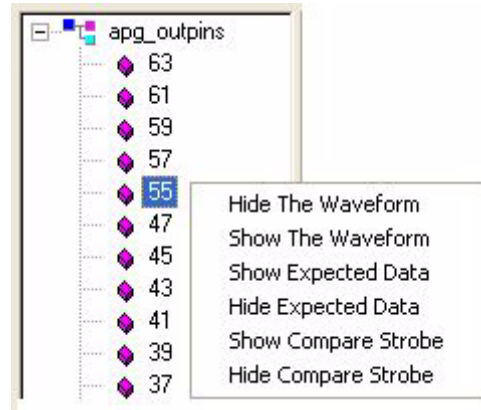 apg_outpins
63
61
59
57
55
47
45
43
41
39
37
Hide The Waveform
Show The Waveform
Show Expected Data
Hide Expected Data
Show Compare Strobe
Hide Compare Strobe